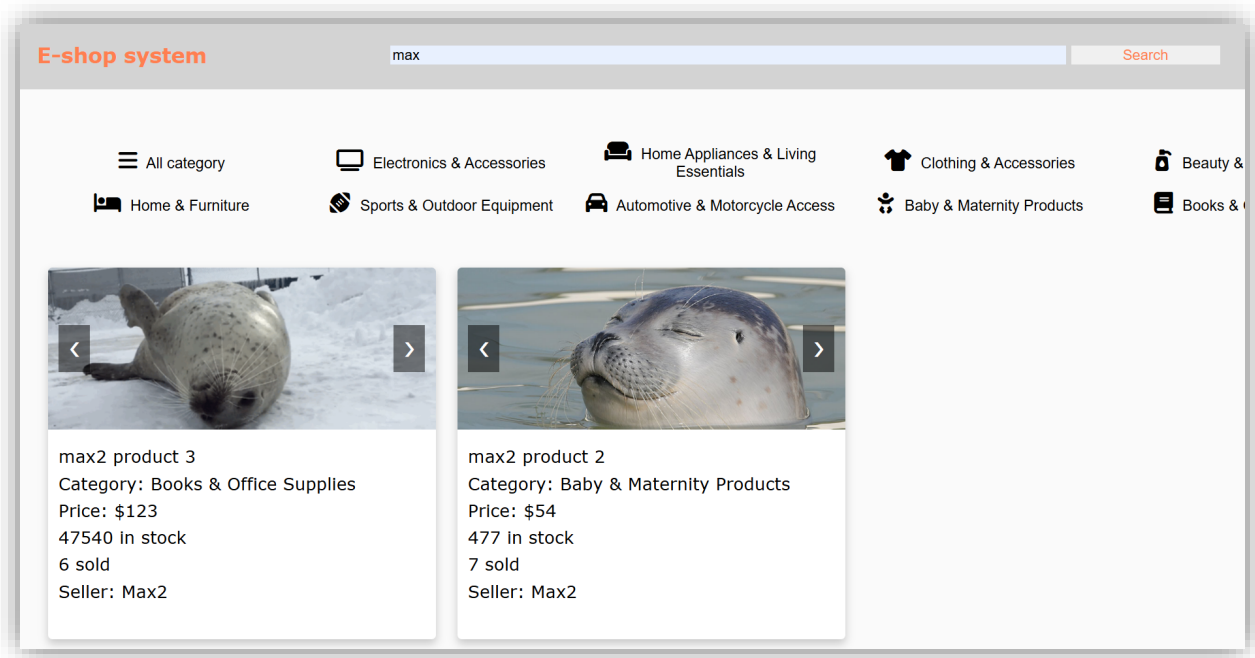 E-shop system
max
Search
All category
Electronics & Accessories
Home Appliances & Living
Essentials
Clothing & Accessories
Beauty &
Home & Furniture
Sports & Outdoor Equipment
Automotive & Motorcycle Access
Baby & Maternity Products
Books &
max2 product 3
Category: Books & Office Supplies
Price: $123
47540 in stock
6 sold
Seller: Max2
max2 product 2
Category: Baby & Maternity Products
Price: $54
477 in stock
7 sold
Seller: Max2